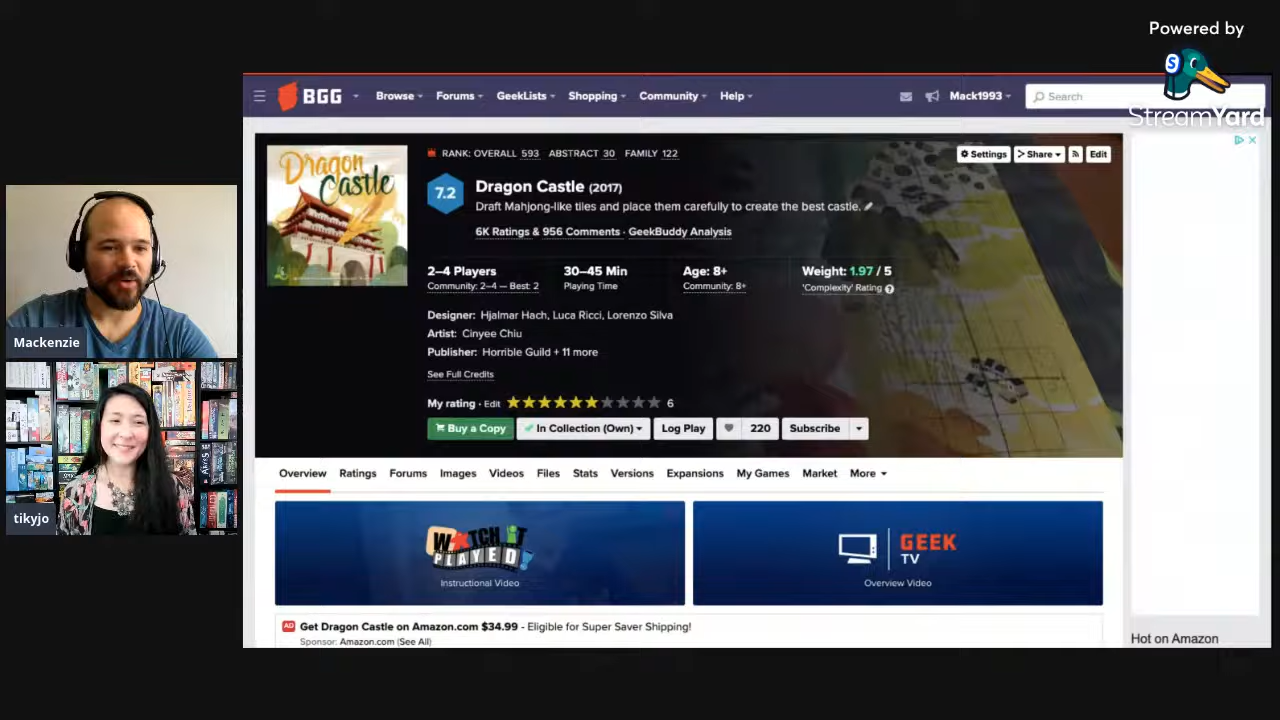 Powered by
StreamYard
BGG Browse Forums GeekLists Shopping Community Help Mack1993 Search
Dragon Castle
RANK: OVERALL 593 ABSTRACT 30 FAMILY 122
Settings Share Edit
7.2
Dragon Castle (2017)
Draft Mahjong-like tiles and place them carefully to create the best castle.
6K Ratings & 956 Comments · GeekBuddy Analysis
2–4 Players 30–45 Min Age: 8+ Weight: 1.97 / 5
Community: 2–4 — Best: 2 Playing Time Community: 8+ 'Complexity' Rating
Designer: Hjalmar Hach, Luca Ricci, Lorenzo Silva
Artist: Cinyee Chiu
Publisher: Horrible Guild + 11 more
See Full Credits
My rating · Edit 6
Buy a Copy In Collection (Own) Log Play 220 Subscribe
Overview Ratings Forums Images Videos Files Stats Versions Expansions My Games Market More
WATCH IT PLAYED!
Instructional Video
GEEK TV
Overview Video
AD Get Dragon Castle on Amazon.com $34.99 - Eligible for Super Saver Shipping!
Sponsor: Amazon.com (See All)
Hot on Amazon
Mackenzie
tikyjo